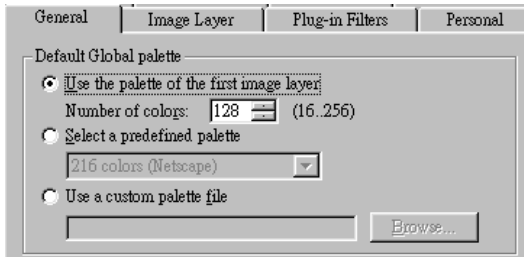 General Image Layer Plug-in Filters Personal
Default Global palette
Use the palette of the first image layer
Number of colors: 128 (16..256)
Select a predefined palette
216 colors (Netscape)
Use a custom palette file
Browse...